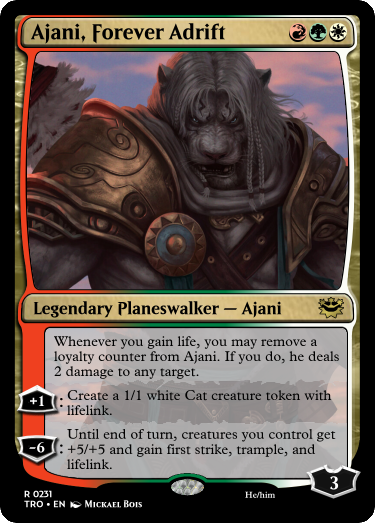 Ajani, Forever Adrift
Legendary Planeswalker — Ajani
Whenever you gain life, you may remove a
loyalty counter from Ajani. If you do, he deals
2 damage to any target.
+1: Create a 1/1 white Cat creature token with
lifelink.
Until end of turn, creatures you control get
-6: +5/+5 and gain first strike, trample, and
lifelink.
3
R 0231
TRO • EN Mickael Bois
He/him